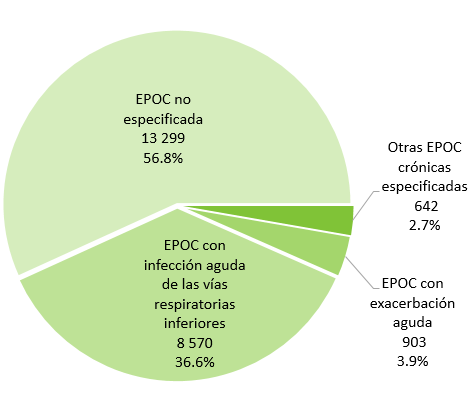 EPOC no
especificada
13 299
56.8%
Otras EPOC
crónicas
especificadas
642
2.7%
EPOC con
infección aguda
de las vías
respiratorias
inferiores
8 570
36.6%
EPOC con
exacerbación
aguda
903
3.9%